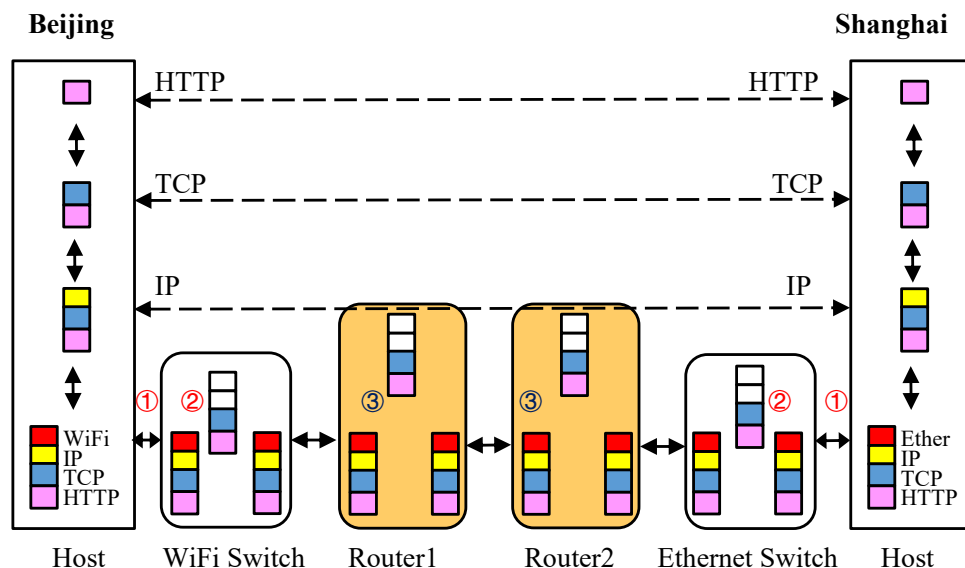 Beijing
Shanghai
HTTP
HTTP
TCP
TCP
IP
IP
①
②
③
③
②
①
WiFi
IP
TCP
HTTP
Ether
IP
TCP
HTTP
Host
WiFi Switch
Router1
Router2
Ethernet Switch
Host